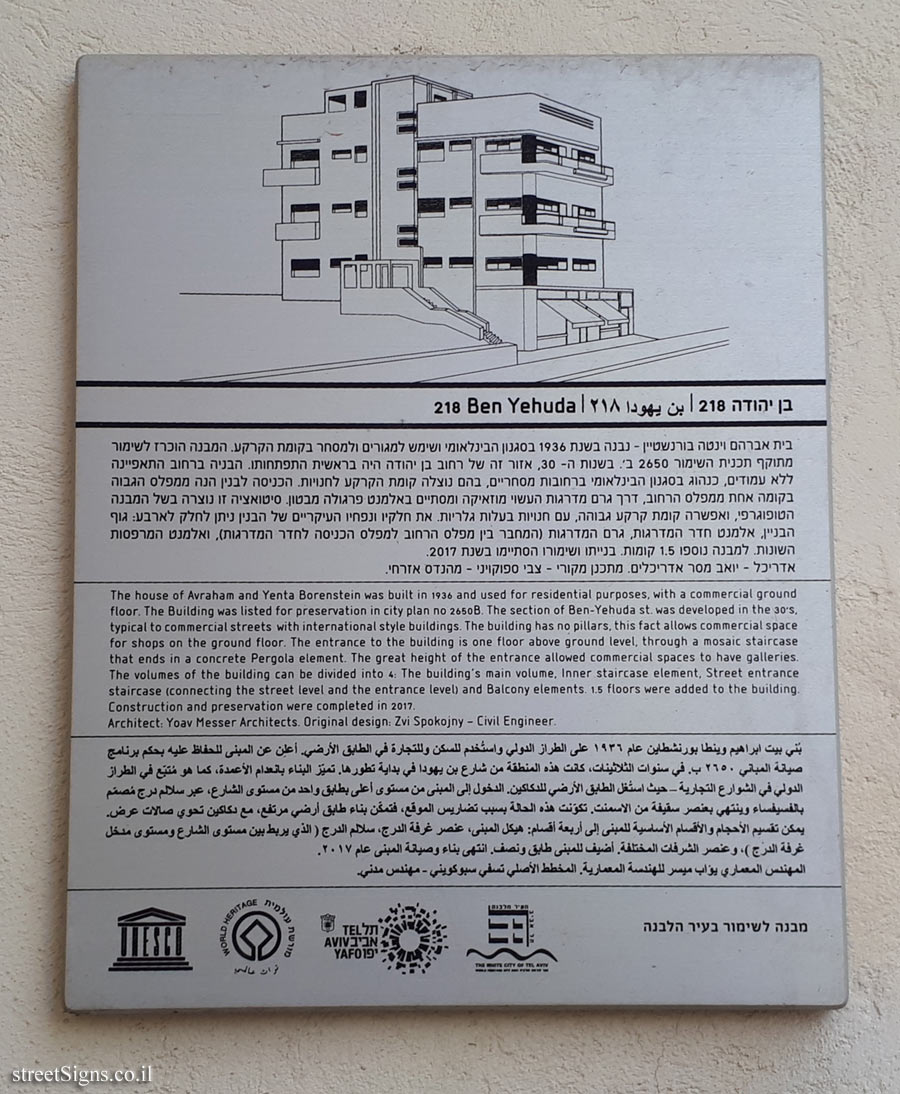 בן יהודה 218 | بن يهودا ٢١٨ | 218 Ben Yehuda
בית אברהם וינטה בורנשטיין - נבנה בשנת 1936 בסגנון הבינלאומי ושימש למגורים ולמסחר בקומת הקרקע. המבנה הוכרז לשימור
מתוקף תכנית השימור 2650 ב'. בשנות ה- 30, אזור זה של רחוב בן יהודה היה בראשית התפתחותו. הבניה ברחוב התאפיינה
ללא עמודים, כנהוג בסגנון הבינלאומי ברחובות מסחריים, בהם נוצלה קומת הקרקע לחנויות. הכניסה לבנין הנה ממפלס הגבוה
בקומה אחת ממפלס הרחוב, דרך גרם מדרגות העשוי מוזאיקה ומסתיים באלמנט פרגולה מבטון. סיטואציה זו נוצרה בשל המבנה
הטופוגרפי, ואפשרה קומת קרקע גבוהה, עם חנויות בעלות גלריות. את חלקיו ונפחיו העיקריים של הבנין ניתן לחלק לארבע: גוף
הבניין, אלמנט חדר המדרגות, גרם המדרגות (המחבר בין מפלס הרחוב למפלס הכניסה לחדר המדרגות), ואלמנט המרפסות
השונות. למבנה נוספו 1.5 קומות. בנייתו ושימורו הסתיימו בשנת 2017.
אדריכל - יואב מסר אדריכלים. מתכנן מקורי - צבי ספוקויני - מהנדס אזרחי.
The house of Avraham and Yenta Borenstein was built in 1936 and used for residential purposes, with a commercial ground
floor. The Building was listed for preservation in city plan no 2650B. The section of Ben-Yehuda st. was developed in the 30's,
typical to commercial streets with international style buildings. The building has no pillars, this fact allows commercial space
for shops on the ground floor. The entrance to the building is one floor above ground level, through a mosaic staircase
that ends in a concrete Pergola element. The great height of the entrance allowed commercial spaces to have galleries.
The volumes of the building can be divided into 4: The building's main volume, Inner staircase element, Street entrance
staircase (connecting the street level and the entrance level) and Balcony elements. 1.5 floors were added to the building.
Construction and preservation were completed in 2017.
Architect: Yoav Messer Architects. Original design: Zvi Spokojny – Civil Engineer.
بُني بيت ابراهيم وينطا بورنشطاين عام ١٩٣٦ على الطراز الدولي واستُخدم للسكن وللتجارة في الطابق الأرضي. أعلن عن المبنى للحفاظ عليه بحكم برنامج
صيانة المباني ٢٦٥٠ ب. في سنوات الثلاثينات، كانت هذه المنطقة من شارع بن يهودا في بداية تطورها. تميّز البناء بانعدام الأعمدة، كما هو مُتبّع في الطراز
الدولي في الشوارع التجارية – حيث استُغل الطابق الأرضي للدكاكين. الدخول إلى المبنى من مستوى أعلى بطابق واحد من مستوى الشارع، عبر سلالم درج مُصمّم
بالفسيفساء وينتهي بعنصر سقيفة من الاسمنت. تكوّنت هذه الحالة بسبب تضاريس الموقع، فتمكّن بناء طابق أرضي مرتفع، مع دكاكين تحوي صالات عرض.
يمكن تقسيم الأحجام والأقسام الأساسية للمبنى إلى أربعة أقسام: هيكل المبنى، عنصر غرفة الدرج، سلالم الدرج ( الذي يربط بين مستوى الشارع ومستوى مدخل
غرفة الدرج )، وعنصر الشرفات المختلفة. أضيف للمبنى طابق ونصف. انتهى بناء وصيانة المبنى عام ٢٠١٧.
المهندس المعماري يوّاب ميسر للهندسة المعمارية. المخطط الأصلي تسفي سبوكويني - مهندس مدني.
מבנה לשימור בעיר הלבנה
THE WHITE CITY OF TEL AVIV
TEL AVIV YAFO תל אביב יפו
WORLD HERITAGE מורשת עולמית
UNESCO
streetSigns.co.il